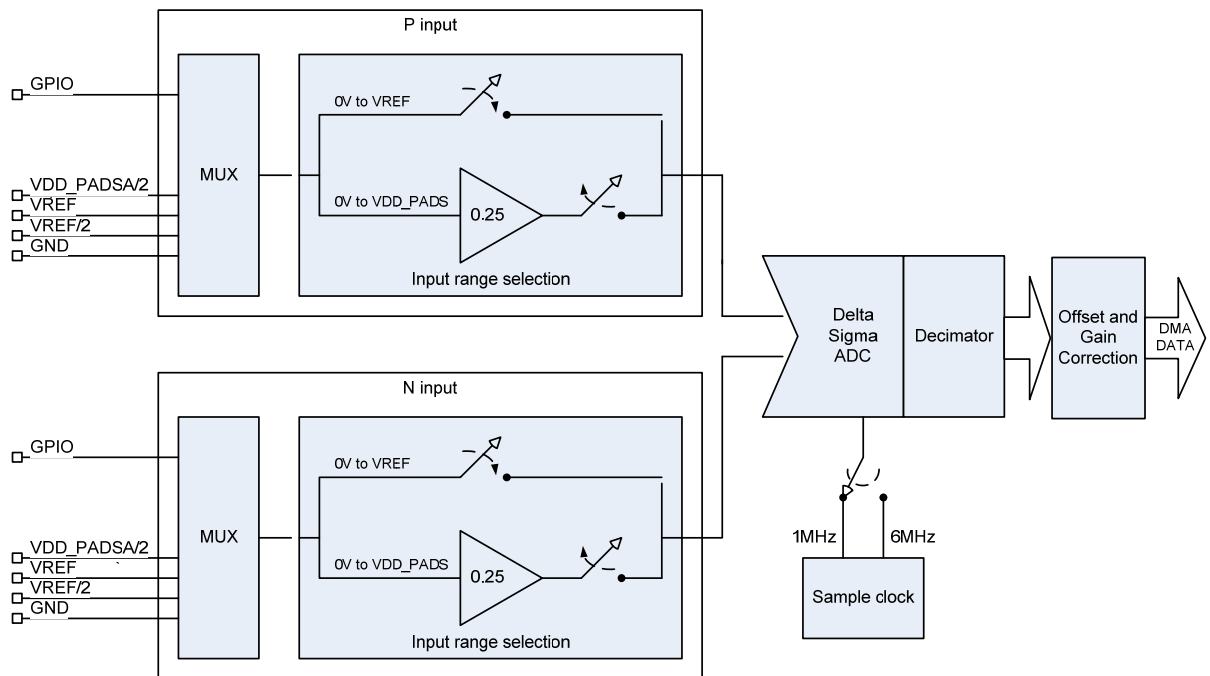 P input
GPIO
VDD_PADSA/2
VREF
VREF/2
GND
MUX
0V to VREF
0V to VDD_PADS
0.25
Input range selection
N input
GPIO
VDD_PADSA/2
VREF
VREF/2
GND
MUX
0V to VREF
0V to VDD_PADS
0.25
Input range selection
Delta
Sigma
ADC
Decimator
Offset and
Gain
Correction
DMA
DATA
1MHz
6MHz
Sample clock